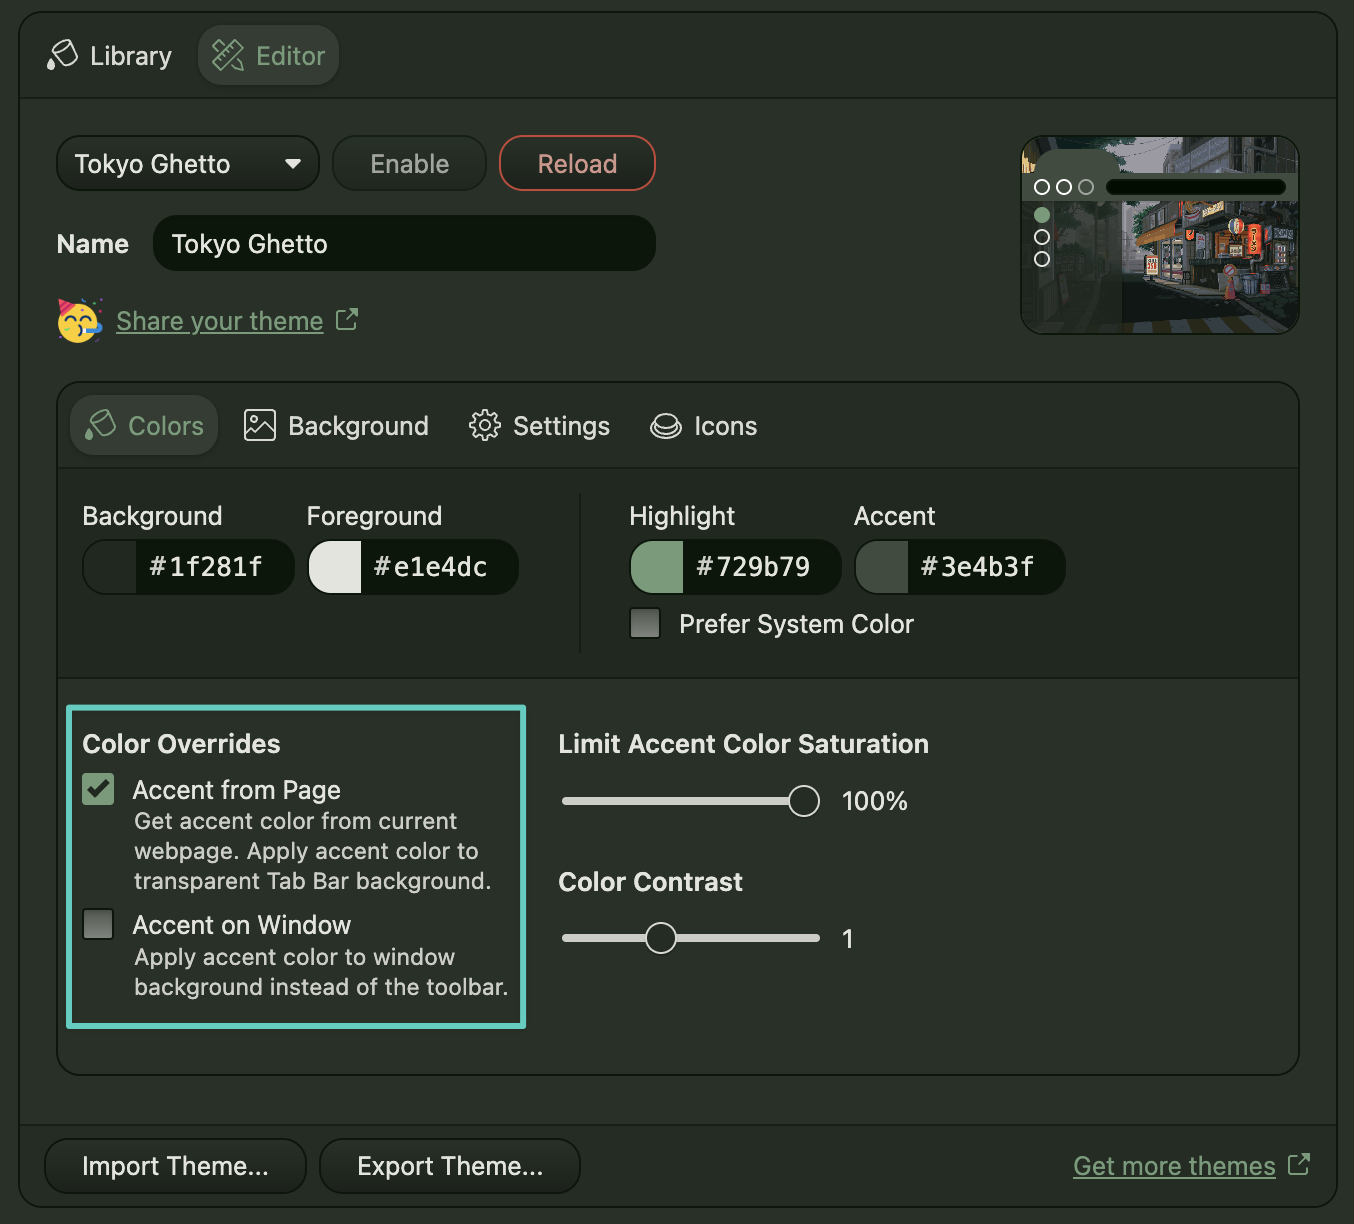 Library
Editor
Tokyo Ghetto
Enable
Reload
Name
Tokyo Ghetto
Share your theme
Colors
Background
Settings
Icons
Background
Foreground
Highlight
Accent
#1f281f
#e1e4dc
#729b79
#3e4b3f
Prefer System Color
Color Overrides
Accent from Page
Get accent color from current
webpage. Apply accent color to
transparent Tab Bar background.
Accent on Window
Apply accent color to window
background instead of the toolbar.
Limit Accent Color Saturation
100%
Color Contrast
1
Import Theme...
Export Theme...
Get more themes